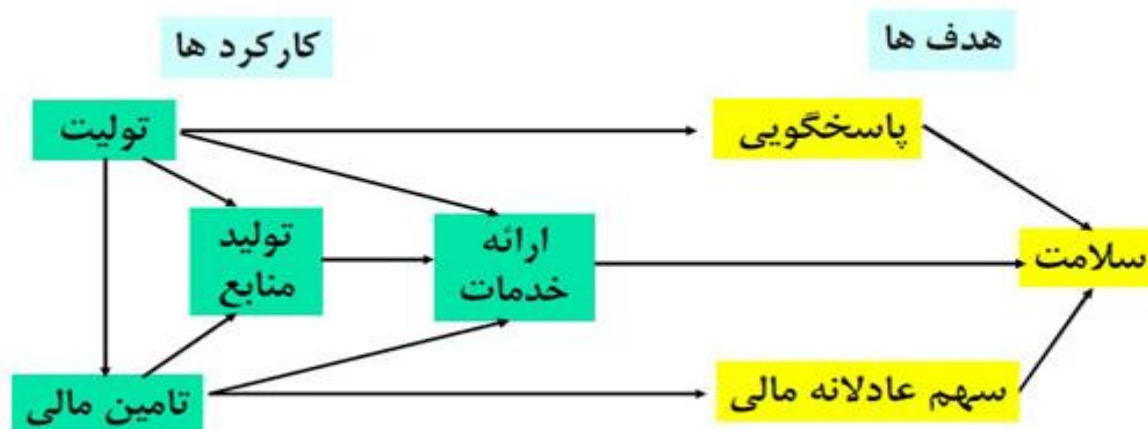 کارکرد ها
هدف ها
تولیت
پاسخگویی
تولید
منابع
ارائه
خدمات
سلامت
تامین مالی
سهم عادلانه مالی